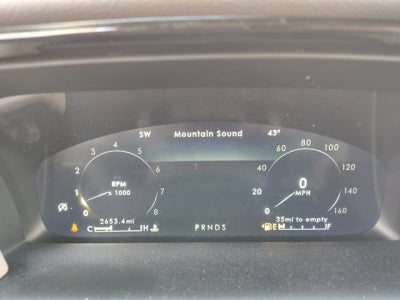 SW Mountain Sound 43°
3 4 5 60 80 100
2 6 40 120
1 RPM x 1000 7 20 0 MPH 140
0 8 0 160
2653.4mi 35mi to empty
C H PRNDS E F